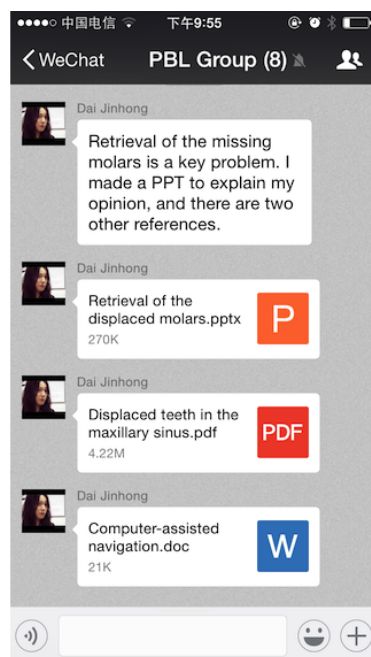 中国电信 下午9:55
WeChat PBL Group (8)
Dai Jinhong
Retrieval of the missing
molars is a key problem. I
made a PPT to explain my
opinion, and there are two
other references.
Dai Jinhong
Retrieval of the
displaced molars.pptx
270K
P
Dai Jinhong
Displaced teeth in the
maxillary sinus.pdf
4.22M
PDF
Dai Jinhong
Computer-assisted
navigation.doc
21K
W